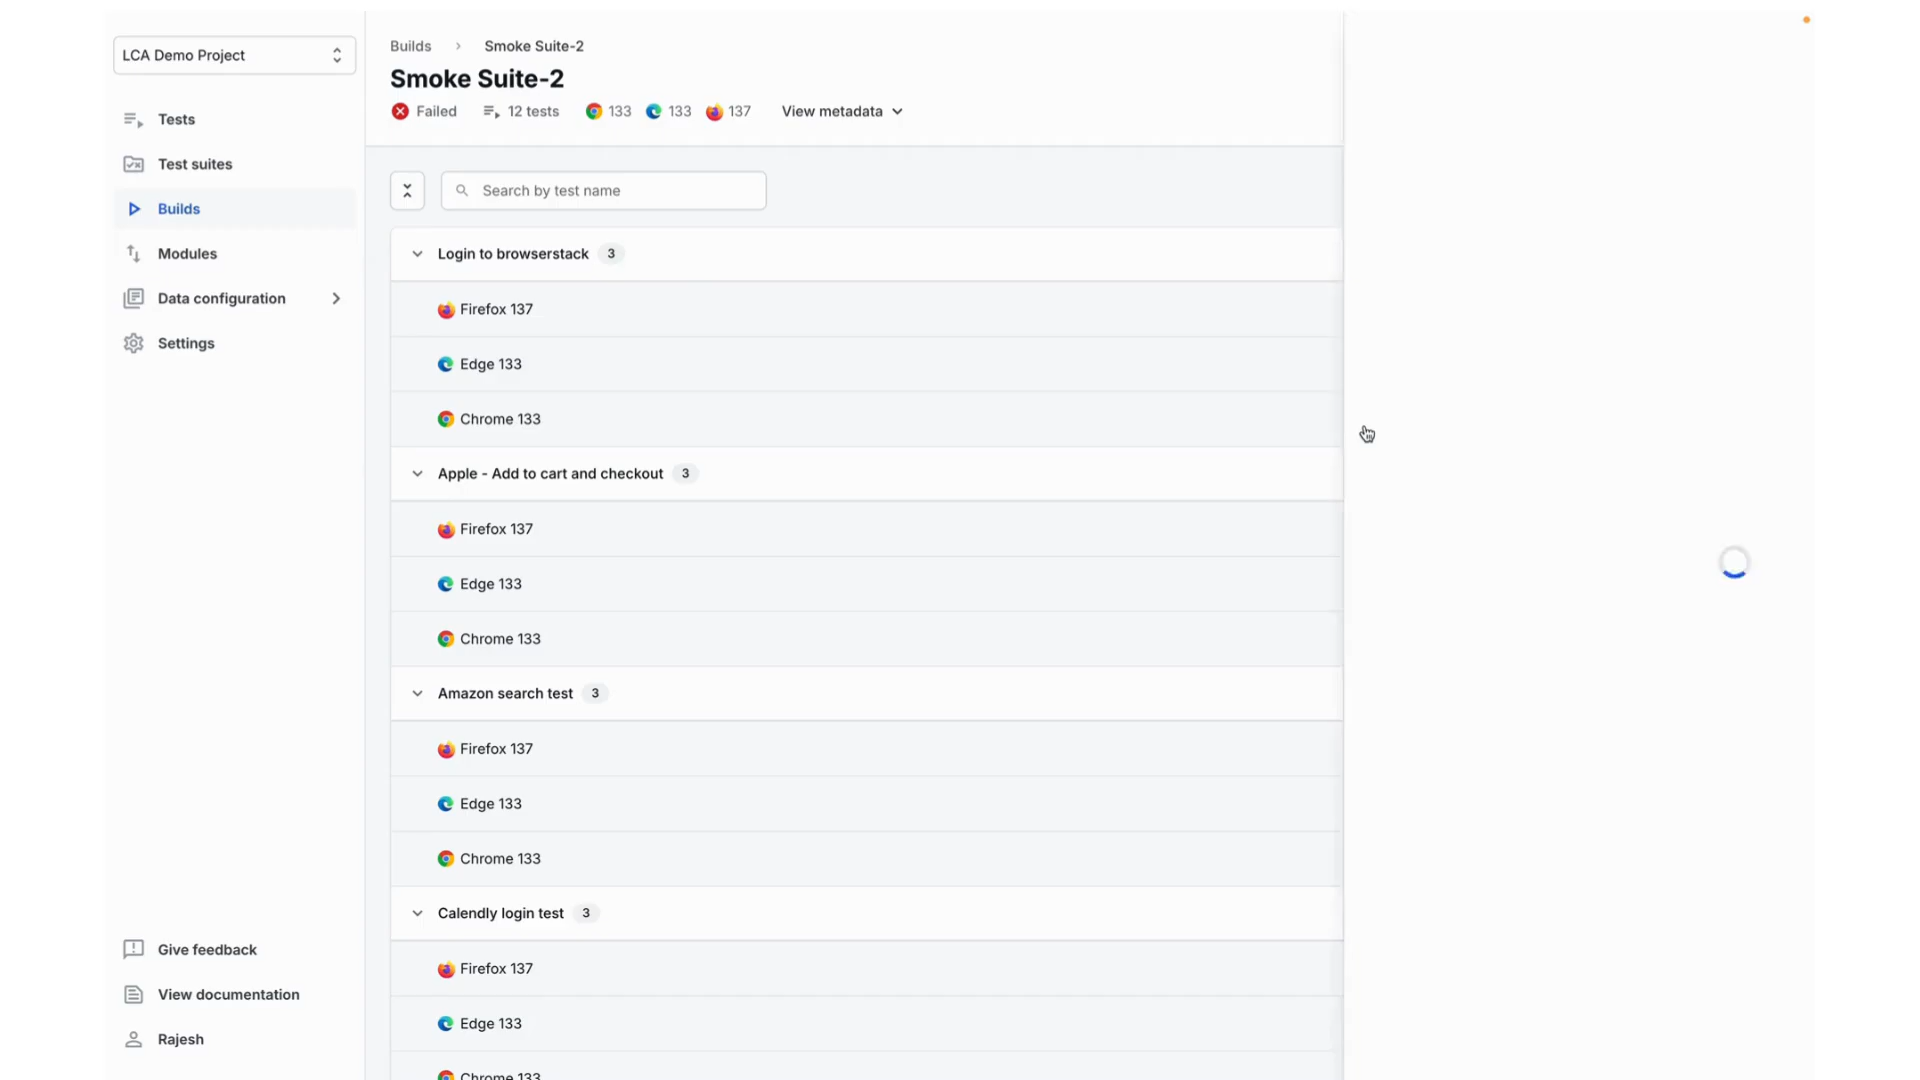 LCA Demo Project
Tests
Test suites
Builds
Modules
Data configuration
Settings
Give feedback
View documentation
Rajesh
Builds > Smoke Suite-2
Smoke Suite-2
Failed 12 tests 133 133 137 View metadata
Search by test name
Login to browserstack 3
Firefox 137
Edge 133
Chrome 133
Apple - Add to cart and checkout 3
Firefox 137
Edge 133
Chrome 133
Amazon search test 3
Firefox 137
Edge 133
Chrome 133
Calendly login test 3
Firefox 137
Edge 133
Chrome 133